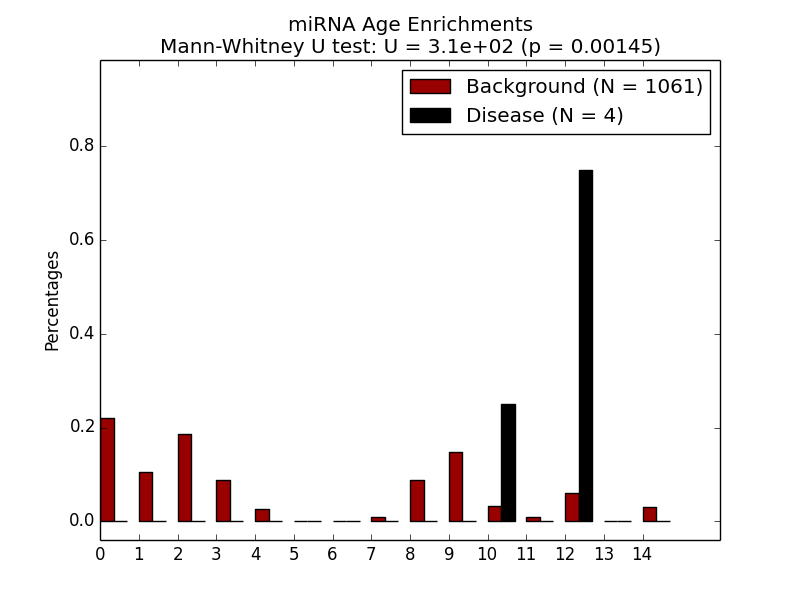 miRNA Age Enrichments
Mann-Whitney U test: U = 3.1e+02 (p = 0.00145)
Background (N = 1061)
Disease (N = 4)
Percentages
0.8
0.6
0.4
0.2
0.0
0 1 2 3 4 5 6 7 8 9 10 11 12 13 14